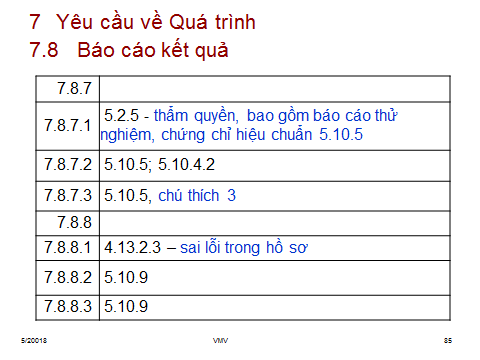 7 Yêu cầu về Quá trình
7.8 Báo cáo kết quả
7.8.7
7.8.7.1 5.2.5 - thẩm quyền, bao gồm báo cáo thử
nghiệm, chứng chỉ hiệu chuẩn 5.10.5
7.8.7.2 5.10.5; 5.10.4.2
7.8.7.3 5.10.5, chú thích 3
7.8.8
7.8.8.1 4.13.2.3 – sai lỗi trong hồ sơ
7.8.8.2 5.10.9
7.8.8.3 5.10.9
5/20018 VMV 85